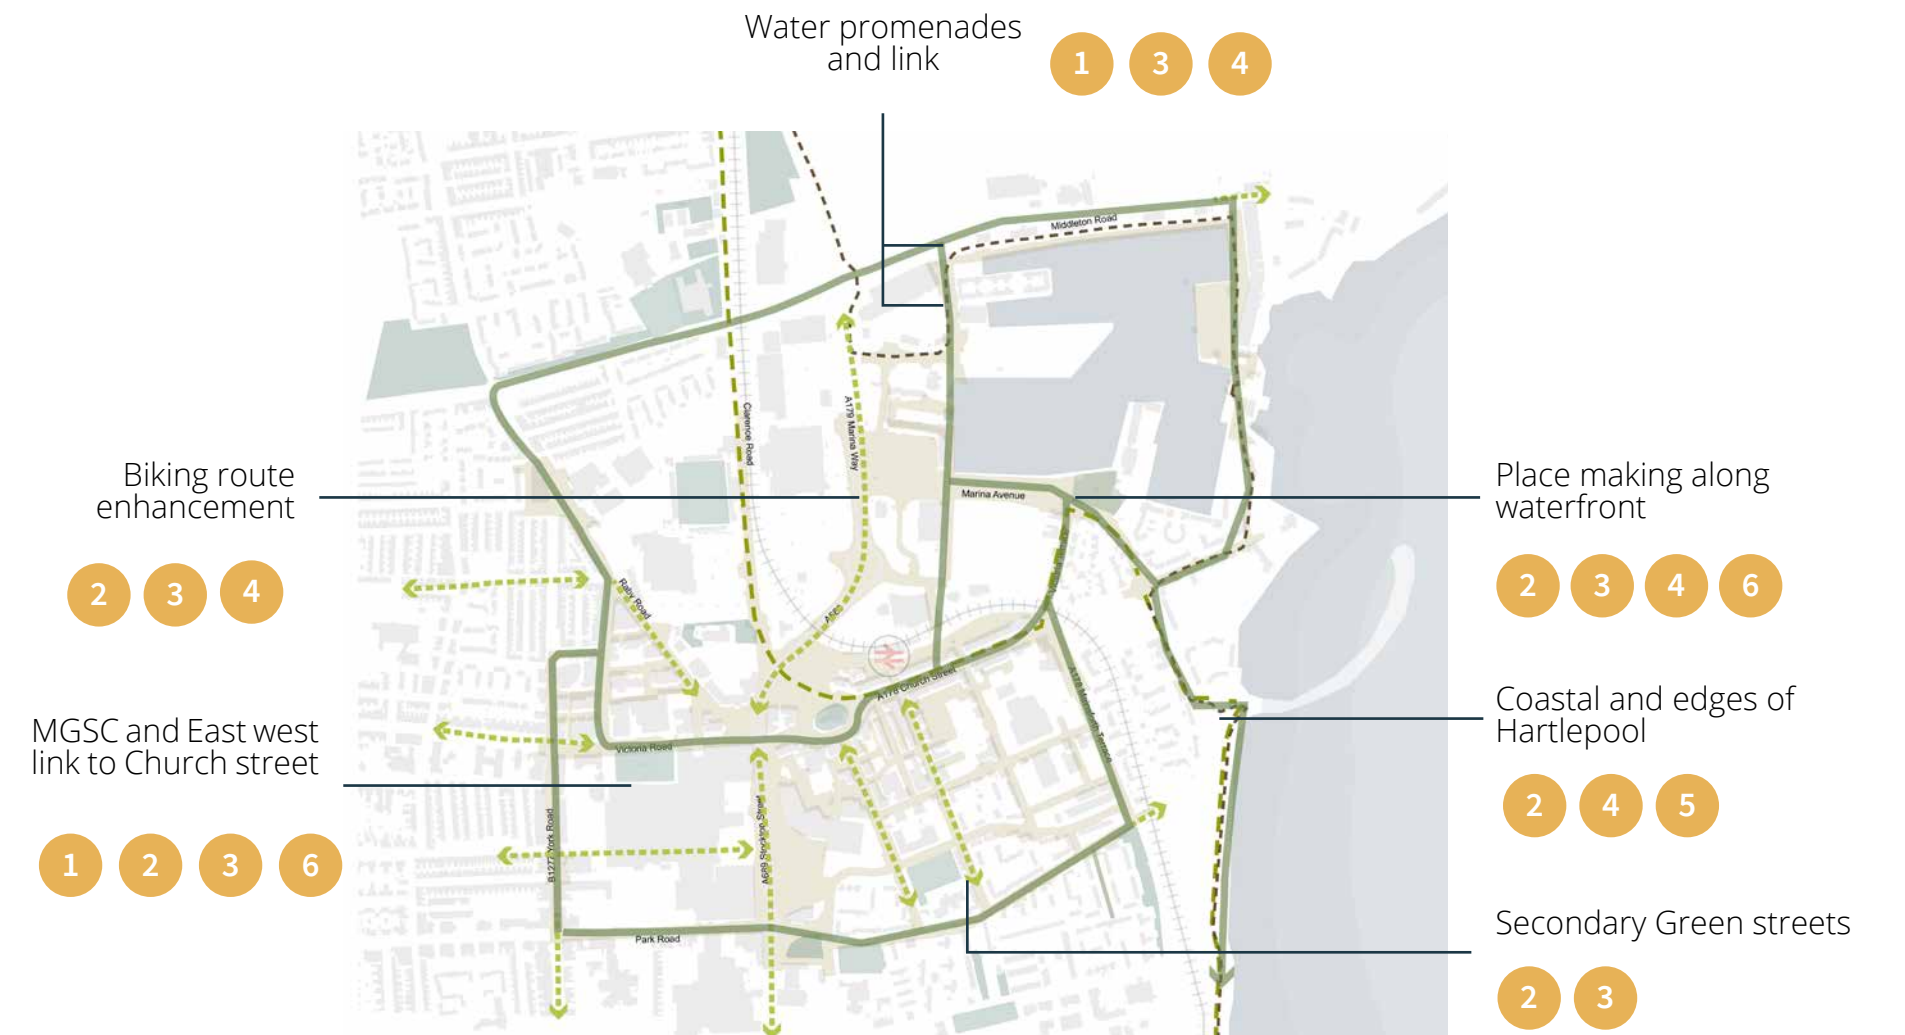 Water promenades
and link
1 3 4
Middleton Road
Clarence Road
A179 Marina Way
Biking route
enhancement
2 3 4
Marina Avenue
Place making along
waterfront
2 3 4 6
Raby Road
A178 Church Street
MGSC and East west
link to Church street
1 2 3 6
Victoria Road
Coastal and edges of
Hartlepool
2 4 5
B1277 York Road
A689 Stockton Street
Park Road
Secondary Green streets
2 3